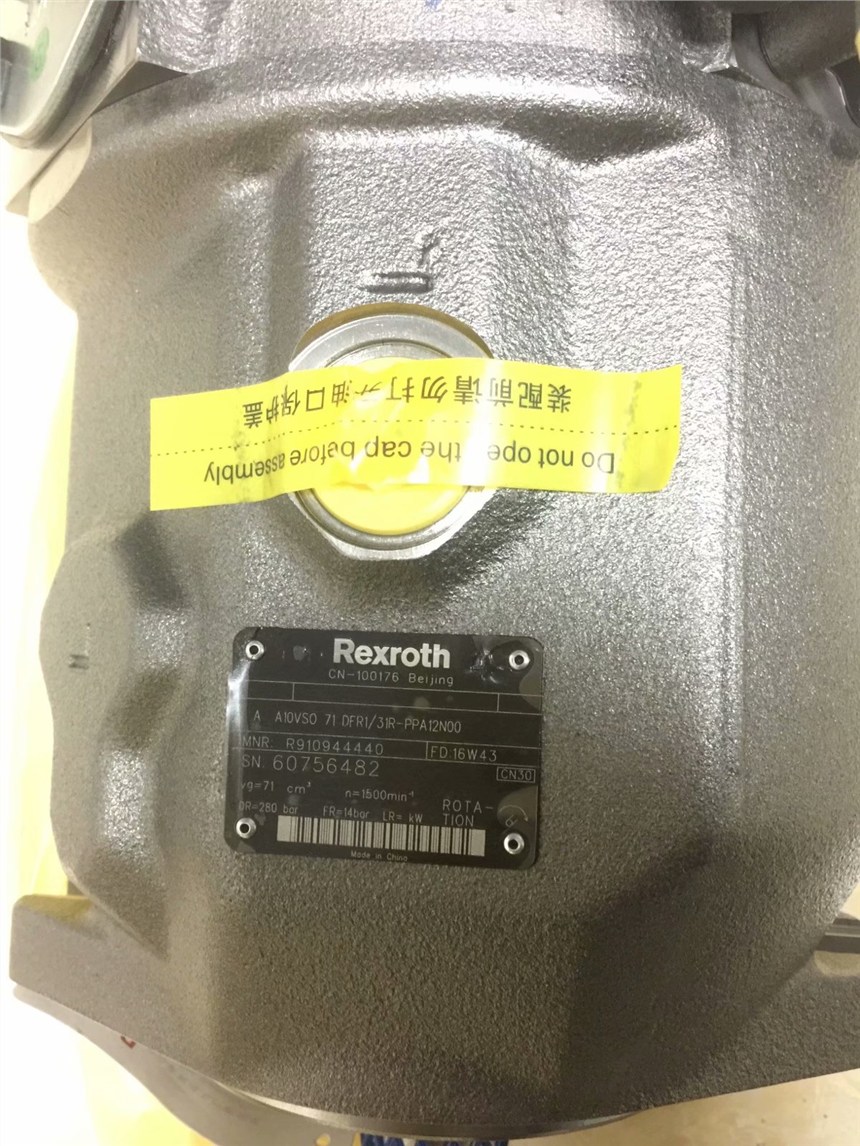 装配前请勿打开油口保护盖
Do not open the cap before assembly
Rexroth
CN-100176 Beijing
A A10VSO 71 DFR1/31R-PPA12N00
MNR. R910944440 FD:16W43
SN. 60756482 CN30
vg=71 cm³ n=1500min⁻¹
DR=280 bar FR=14bar LR= kW ROTA-
TION
Made in China